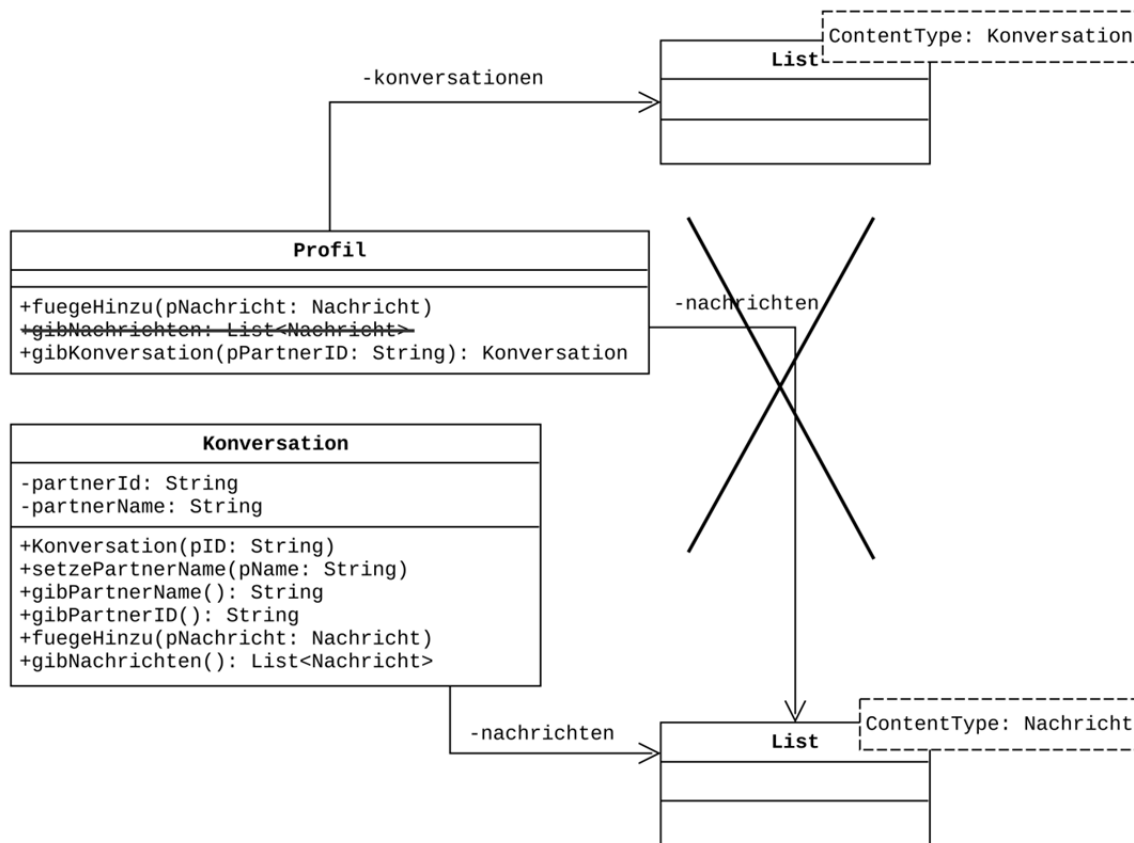 ContentType: Konversation
List
-konversationen
Profil
+fuegeHinzu(pNachricht: Nachricht)
+gibNachrichten: List<Nachricht>
+gibKonversation(pPartnerID: String): Konversation
-nachrichten
Konversation
-partnerId: String
-partnerName: String
+Konversation(pID: String)
+setzePartnerName(pName: String)
+gibPartnerName(): String
+gibPartnerID(): String
+fuegeHinzu(pNachricht: Nachricht)
+gibNachrichten(): List<Nachricht>
-nachrichten
ContentType: Nachricht
List